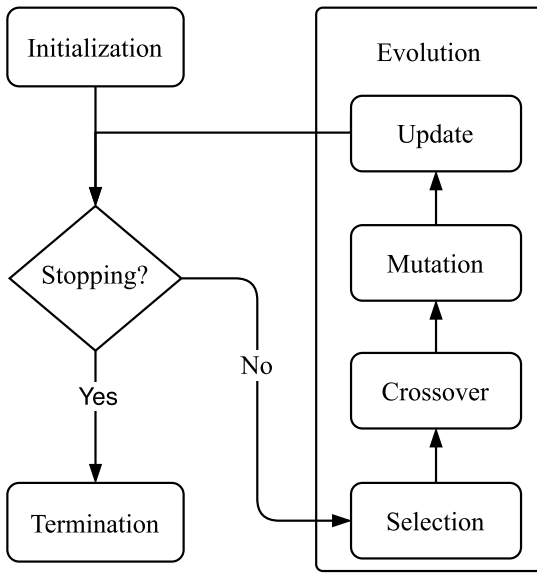 Initialization
Evolution
Update
Stopping?
Mutation
No
Yes
Crossover
Termination
Selection